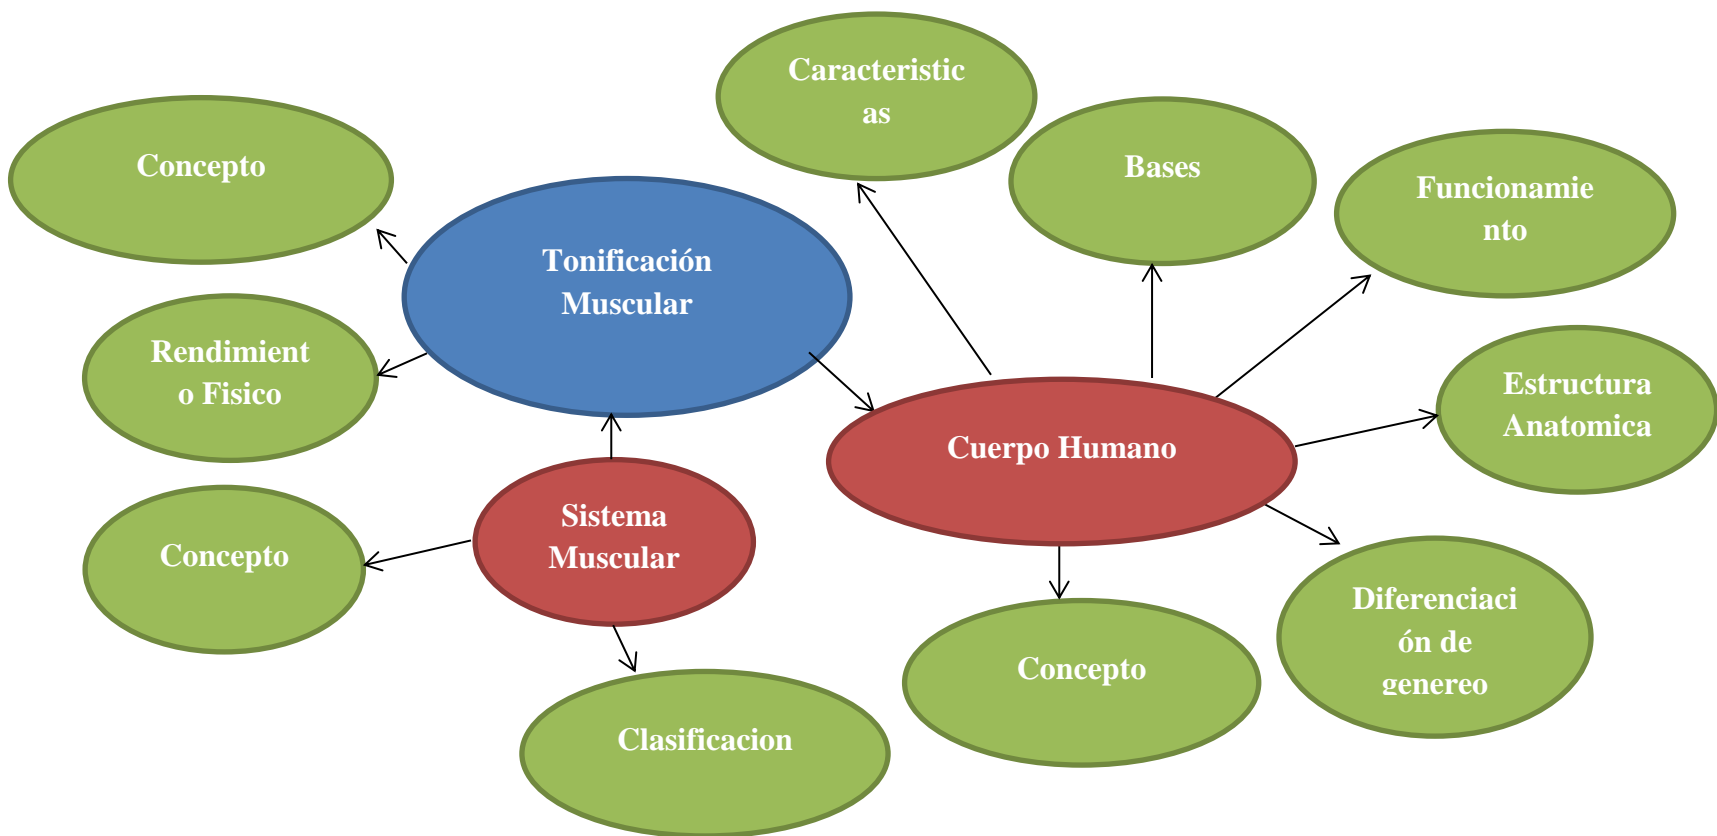 Caracteristic
as
Concepto
Bases
Funcionamie
nto
Tonificación
Muscular
Rendimient
o Fisico
Estructura
Anatomica
Cuerpo Humano
Sistema
Muscular
Concepto
Diferenciaci
ón de
genereo
Concepto
Clasificacion